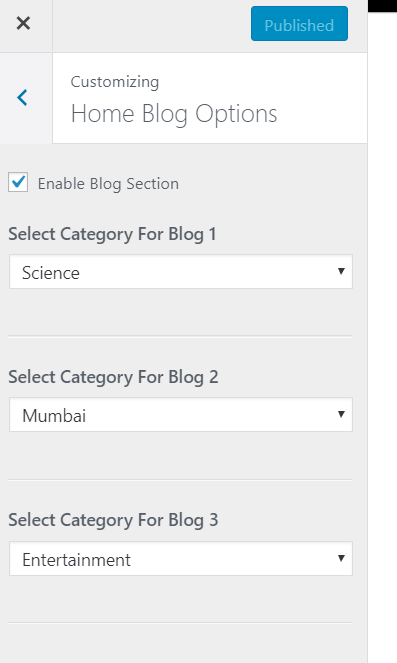 Published
Customizing
Home Blog Options
Enable Blog Section
Select Category For Blog 1
Science
Select Category For Blog 2
Mumbai
Select Category For Blog 3
Entertainment